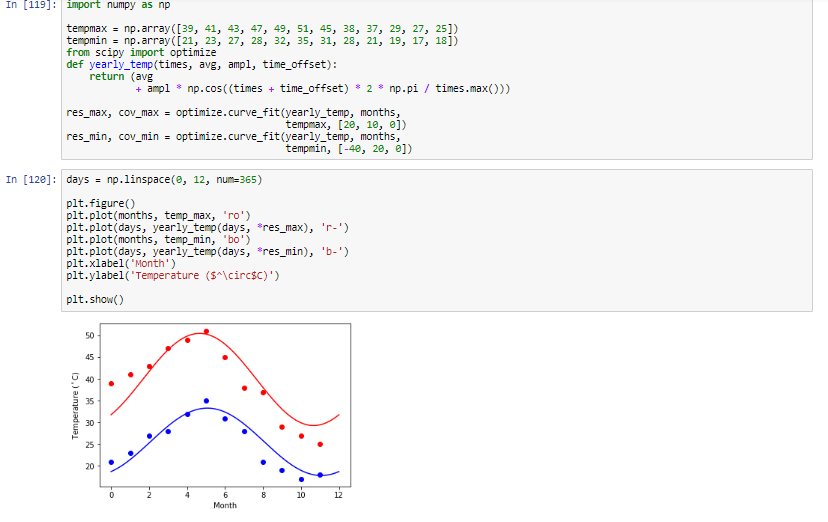 In [119]: import numpy as np
tempmax = np.array([39, 41, 43, 47, 49, 51, 45, 38, 37, 29, 27, 25])
tempmin = np.array([21, 23, 27, 28, 32, 35, 31, 28, 21, 19, 17, 18])
from scipy import optimize
def yearly_temp(times, avg, ampl, time_offset):
    return (avg
            + ampl * np.cos((times + time_offset) * 2 * np.pi / times.max()))
res_max, cov_max = optimize.curve_fit(yearly_temp, months,
                                      tempmax, [20, 10, 0])
res_min, cov_min = optimize.curve_fit(yearly_temp, months,
                                      tempmin, [-40, 20, 0])
In [120]: days = np.linspace(0, 12, num=365)
plt.figure()
plt.plot(months, temp_max, 'ro')
plt.plot(days, yearly_temp(days, *res_max), 'r-')
plt.plot(months, temp_min, 'bo')
plt.plot(days, yearly_temp(days, *res_min), 'b-')
plt.xlabel('Month')
plt.ylabel('Temperature ($^\circ$C)')
plt.show()
Temperature (°C)
50
45
40
35
30
25
20
0 2 4 6 8 10 12
Month